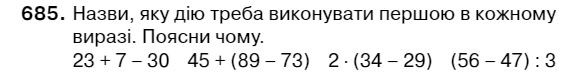 685. Назви, яку дію треба виконувати першою в кожному
виразі. Поясни чому.
23 + 7 – 30 45 + (89 – 73) 2 · (34 – 29) (56 – 47) : 3